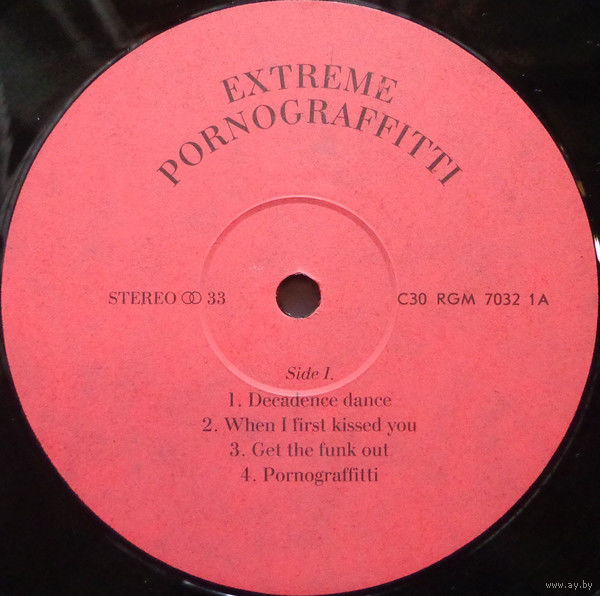 EXTREME
PORNOGRAFFITTI
STEREO 33
C30 RGM 7032 1A
Side 1.
1. Decadence dance
2. When I first kissed you
3. Get the funk out
4. Pornograffitti
www.ay.by